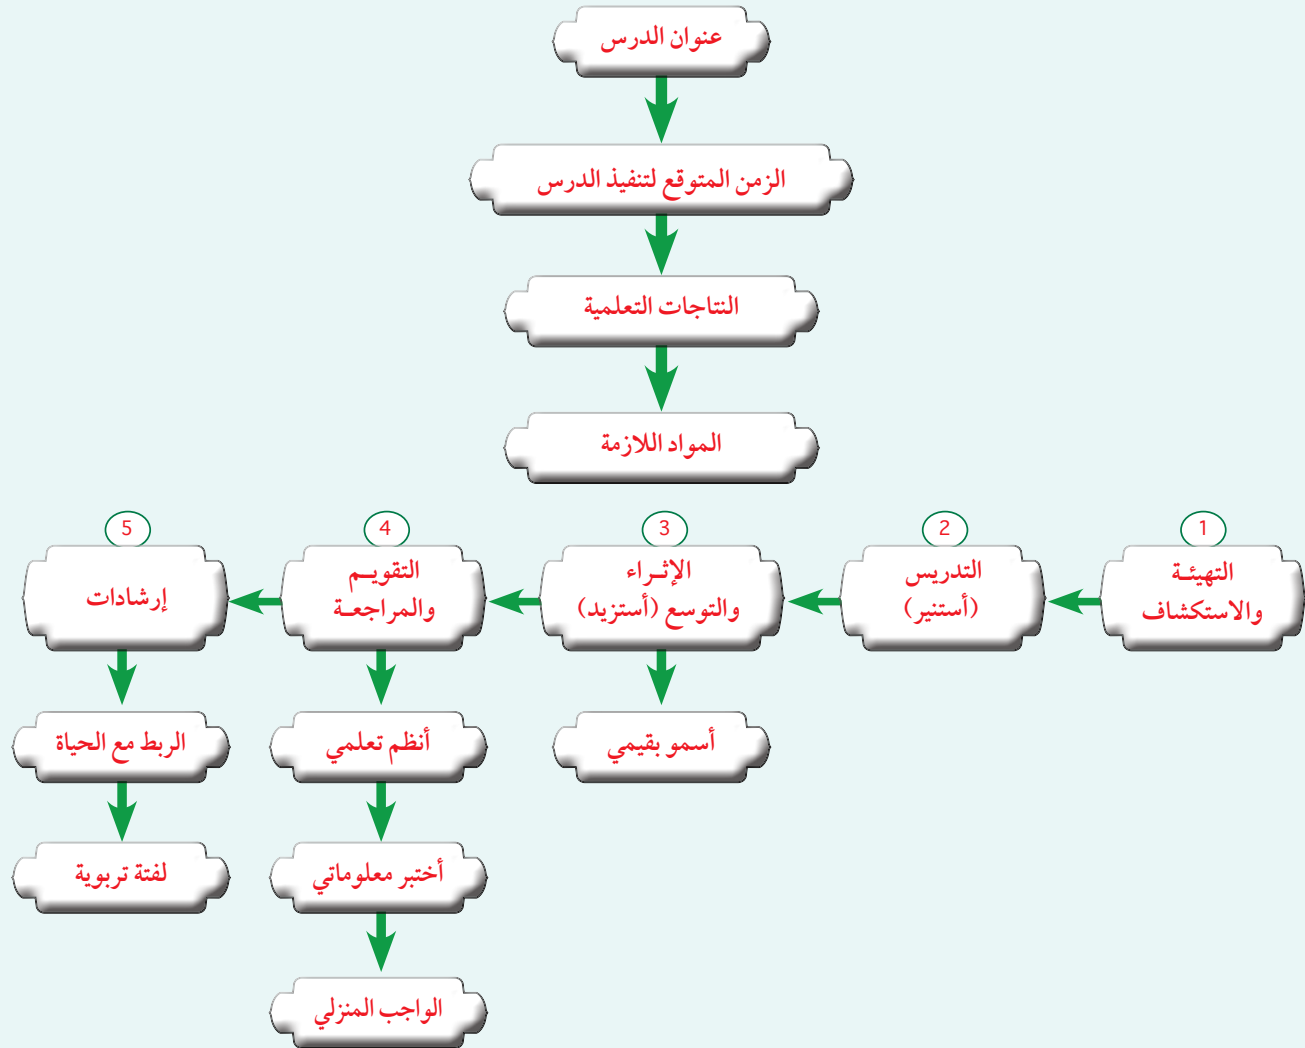 عنوان الدرس
الزمن المتوقع لتنفيذ الدرس
النتاجات التعلمية
المواد اللازمة
1
التهيئـة
والاستكشاف
2
التدريس
(أستنير)
3
الإثـراء
والتوسع (أستزيد)
4
التقويـم
والمراجعـة
5
إرشادات
أسمو بقيمي
أنظم تعلمي
الربط مع الحياة
أختبر معلوماتي
لفتة تربوية
الواجب المنزلي